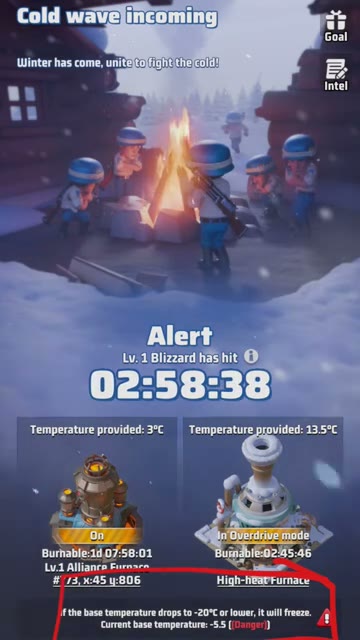 Cold wave incoming
Goal
Winter has come, unite to fight the cold!
Intel
Alert
Lv. 1 Blizzard has hit
02:58:38
Temperature provided: 3°C
Temperature provided: 13.5°C
On
In Overdrive mode
Burnable:1d 07:58:01
Burnable:02:45:46
Lv.1 Alliance Furnace
x:45 y:806
High-heat Furnace
If the base temperature drops to -20°C or lower, it will freeze.
Current base temperature: -5.5 (Danger)